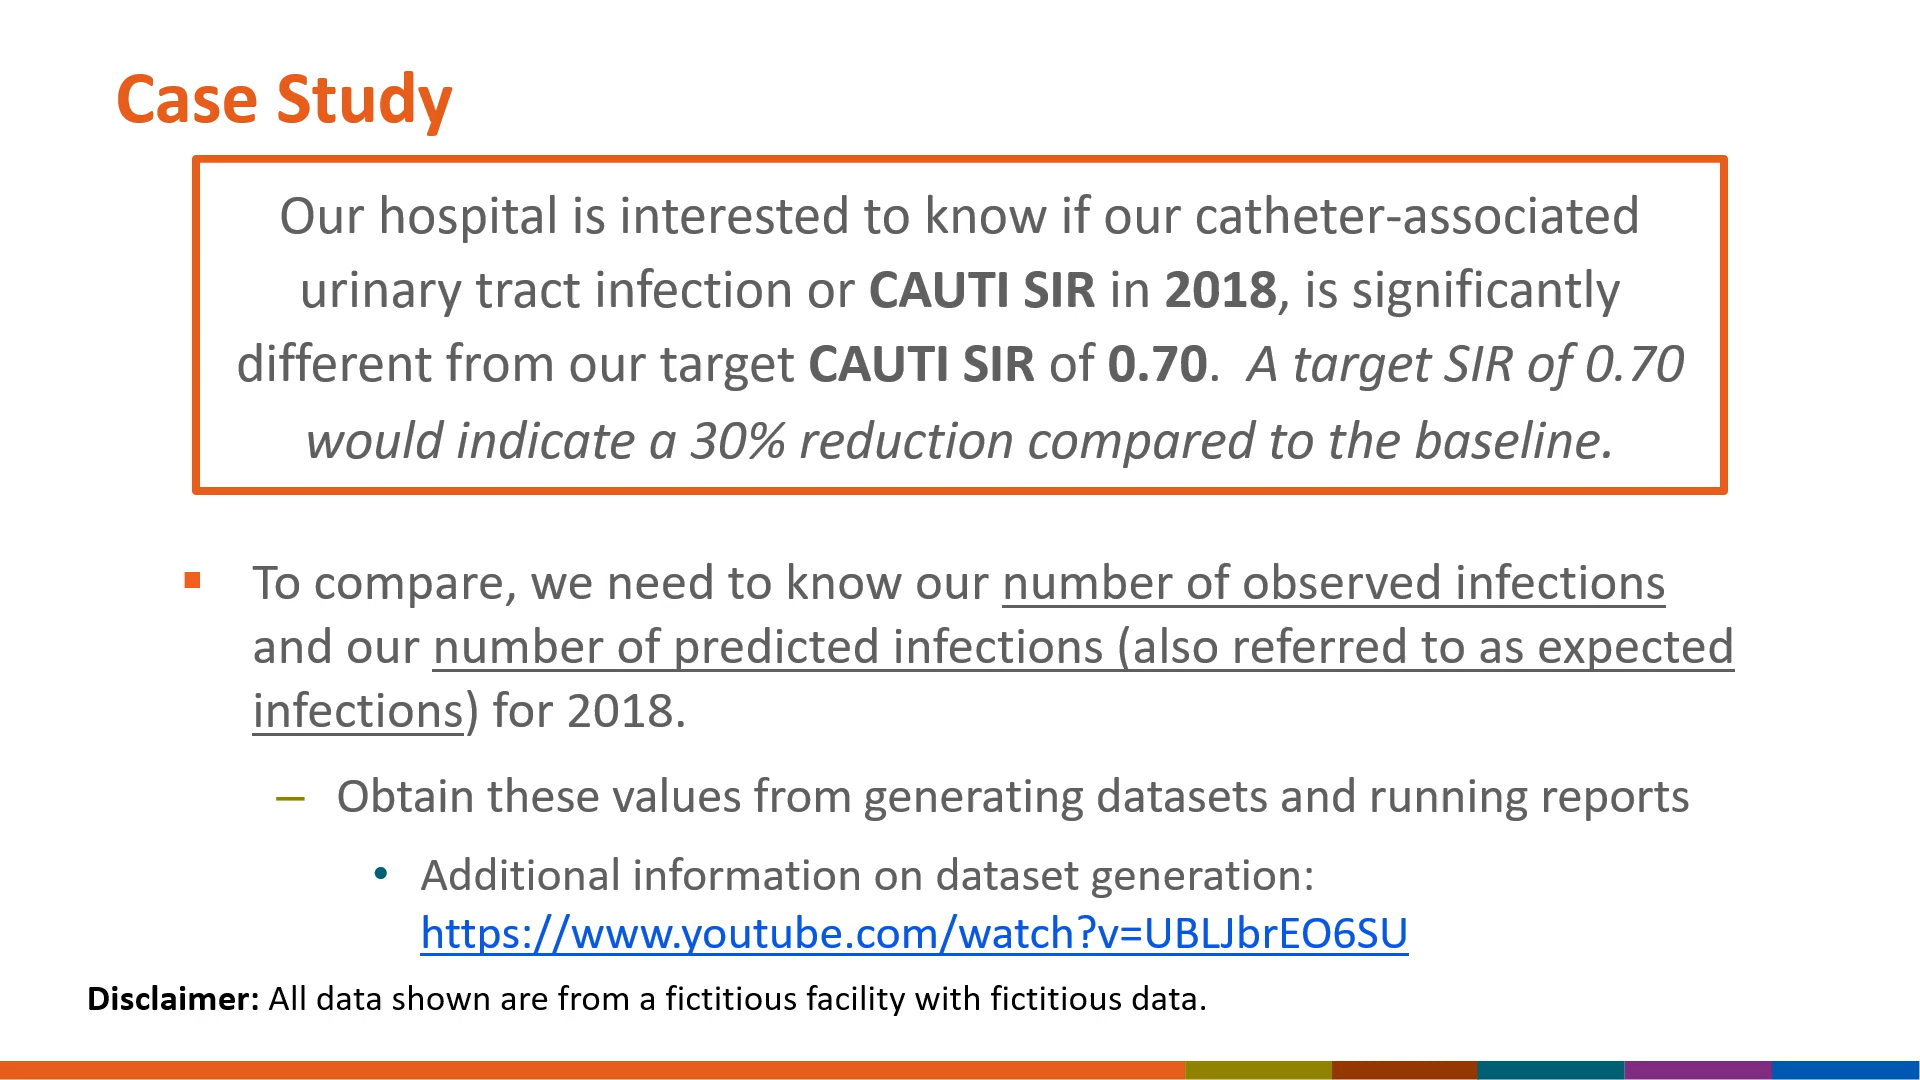 Case Study
Our hospital is interested to know if our catheter-associated
urinary tract infection or CAUTI SIR in 2018, is significantly
different from our target CAUTI SIR of 0.70.  A target SIR of 0.70
would indicate a 30% reduction compared to the baseline.
▪ To compare, we need to know our number of observed infections
and our number of predicted infections (also referred to as expected
infections) for 2018.
– Obtain these values from generating datasets and running reports
• Additional information on dataset generation:
https://www.youtube.com/watch?v=UBLJbrEO6SU
Disclaimer: All data shown are from a fictitious facility with fictitious data.